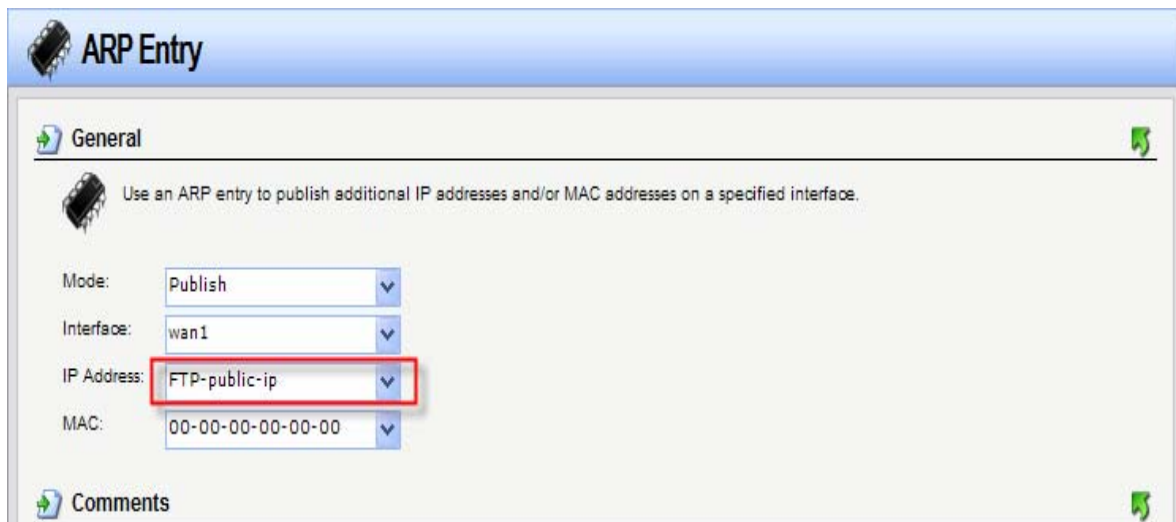 ARP Entry
General
Use an ARP entry to publish additional IP addresses and/or MAC addresses on a specified interface.
Mode: Publish
Interface: wan1
IP Address: FTP-public-ip
MAC: 00-00-00-00-00-00
Comments